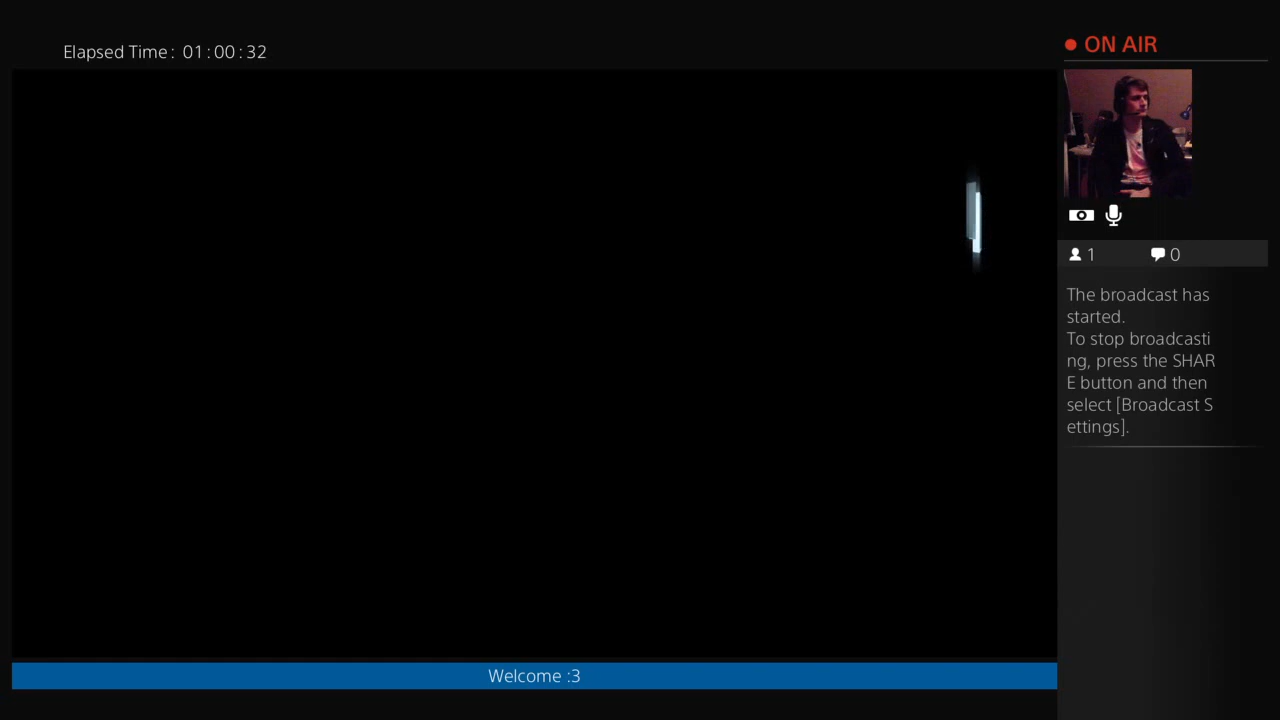 Elapsed Time: 01:00:32
ON AIR
1 0
The broadcast has
started.
To stop broadcasti
ng, press the SHAR
E button and then
select [Broadcast S
ettings].
Welcome :3